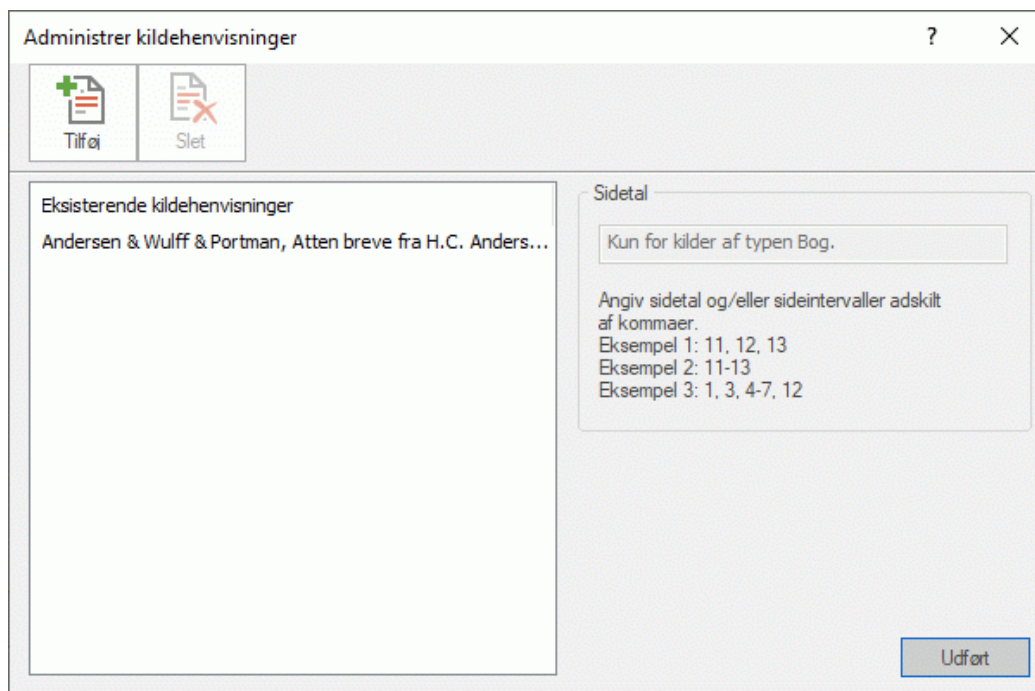 Administrer kildehenvisninger
?
Tilføj
Slet
Eksisterende kildehenvisninger
Andersen & Wulff & Portman, Atten breve fra H.C. Anders...
Sidetal
Kun for kilder af typen Bog.
Angiv sidetal og/eller sideintervaller adskilt
af kommaer.
Eksempel 1: 11, 12, 13
Eksempel 2: 11-13
Eksempel 3: 1, 3, 4-7, 12
Udført